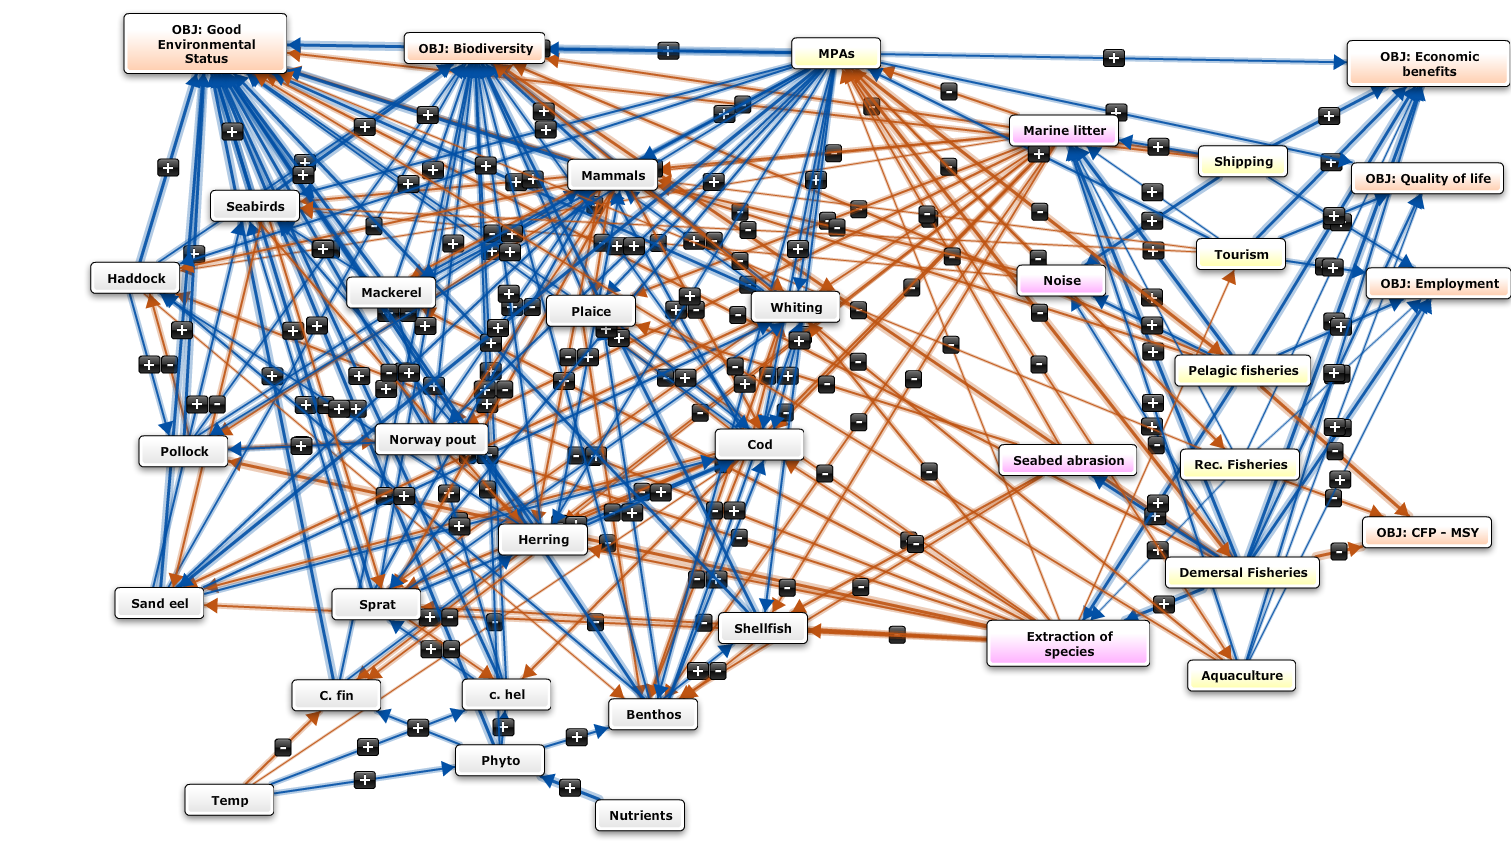 OBJ: Good
Environmental
Status
OBJ: Biodiversity
MPAs
OBJ: Economic
benefits
Marine litter
Shipping
Mammals
OBJ: Quality of life
Seabirds
Tourism
Haddock
Noise
OBJ: Employment
Mackerel
Plaice
Whiting
Pelagic fisheries
Norway pout
Cod
Pollock
Seabed abrasion
Rec. Fisheries
Herring
OBJ: CFP - MSY
Demersal Fisheries
Sand eel
Sprat
Shellfish
Extraction of
species
Aquaculture
C. fin
c. hel
Benthos
Phyto
Temp
Nutrients